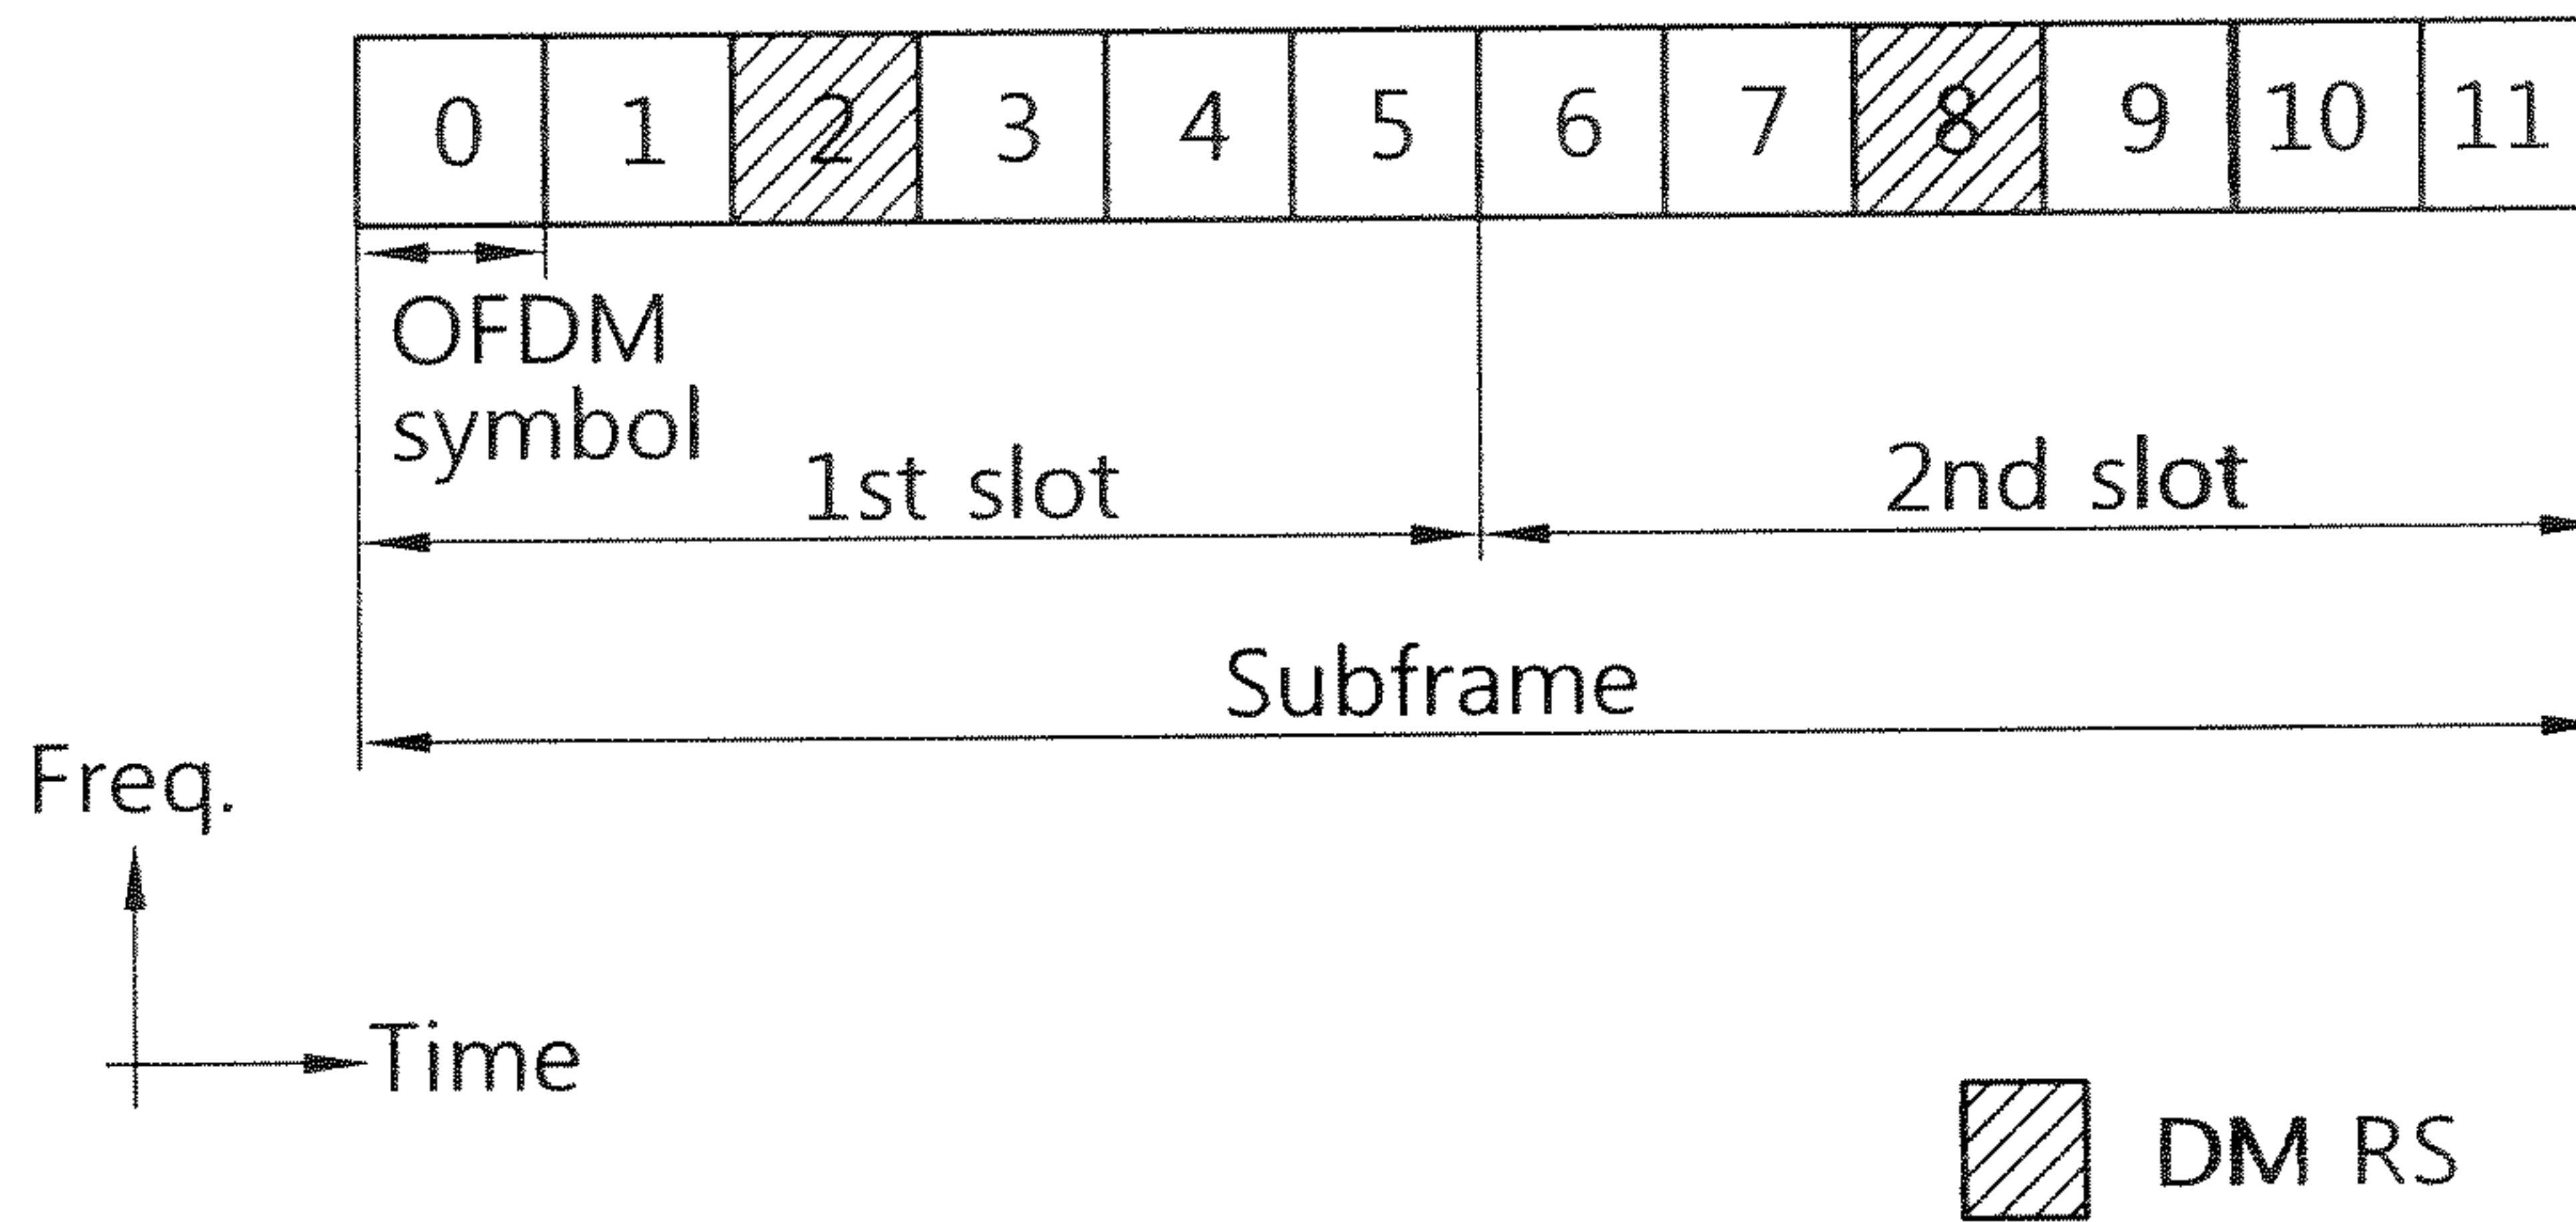 0 1 2 3 4 5 6 7 8 9 10 11
OFDM
symbol
1st slot
2nd slot
Subframe
Freq.
Time
DM RS